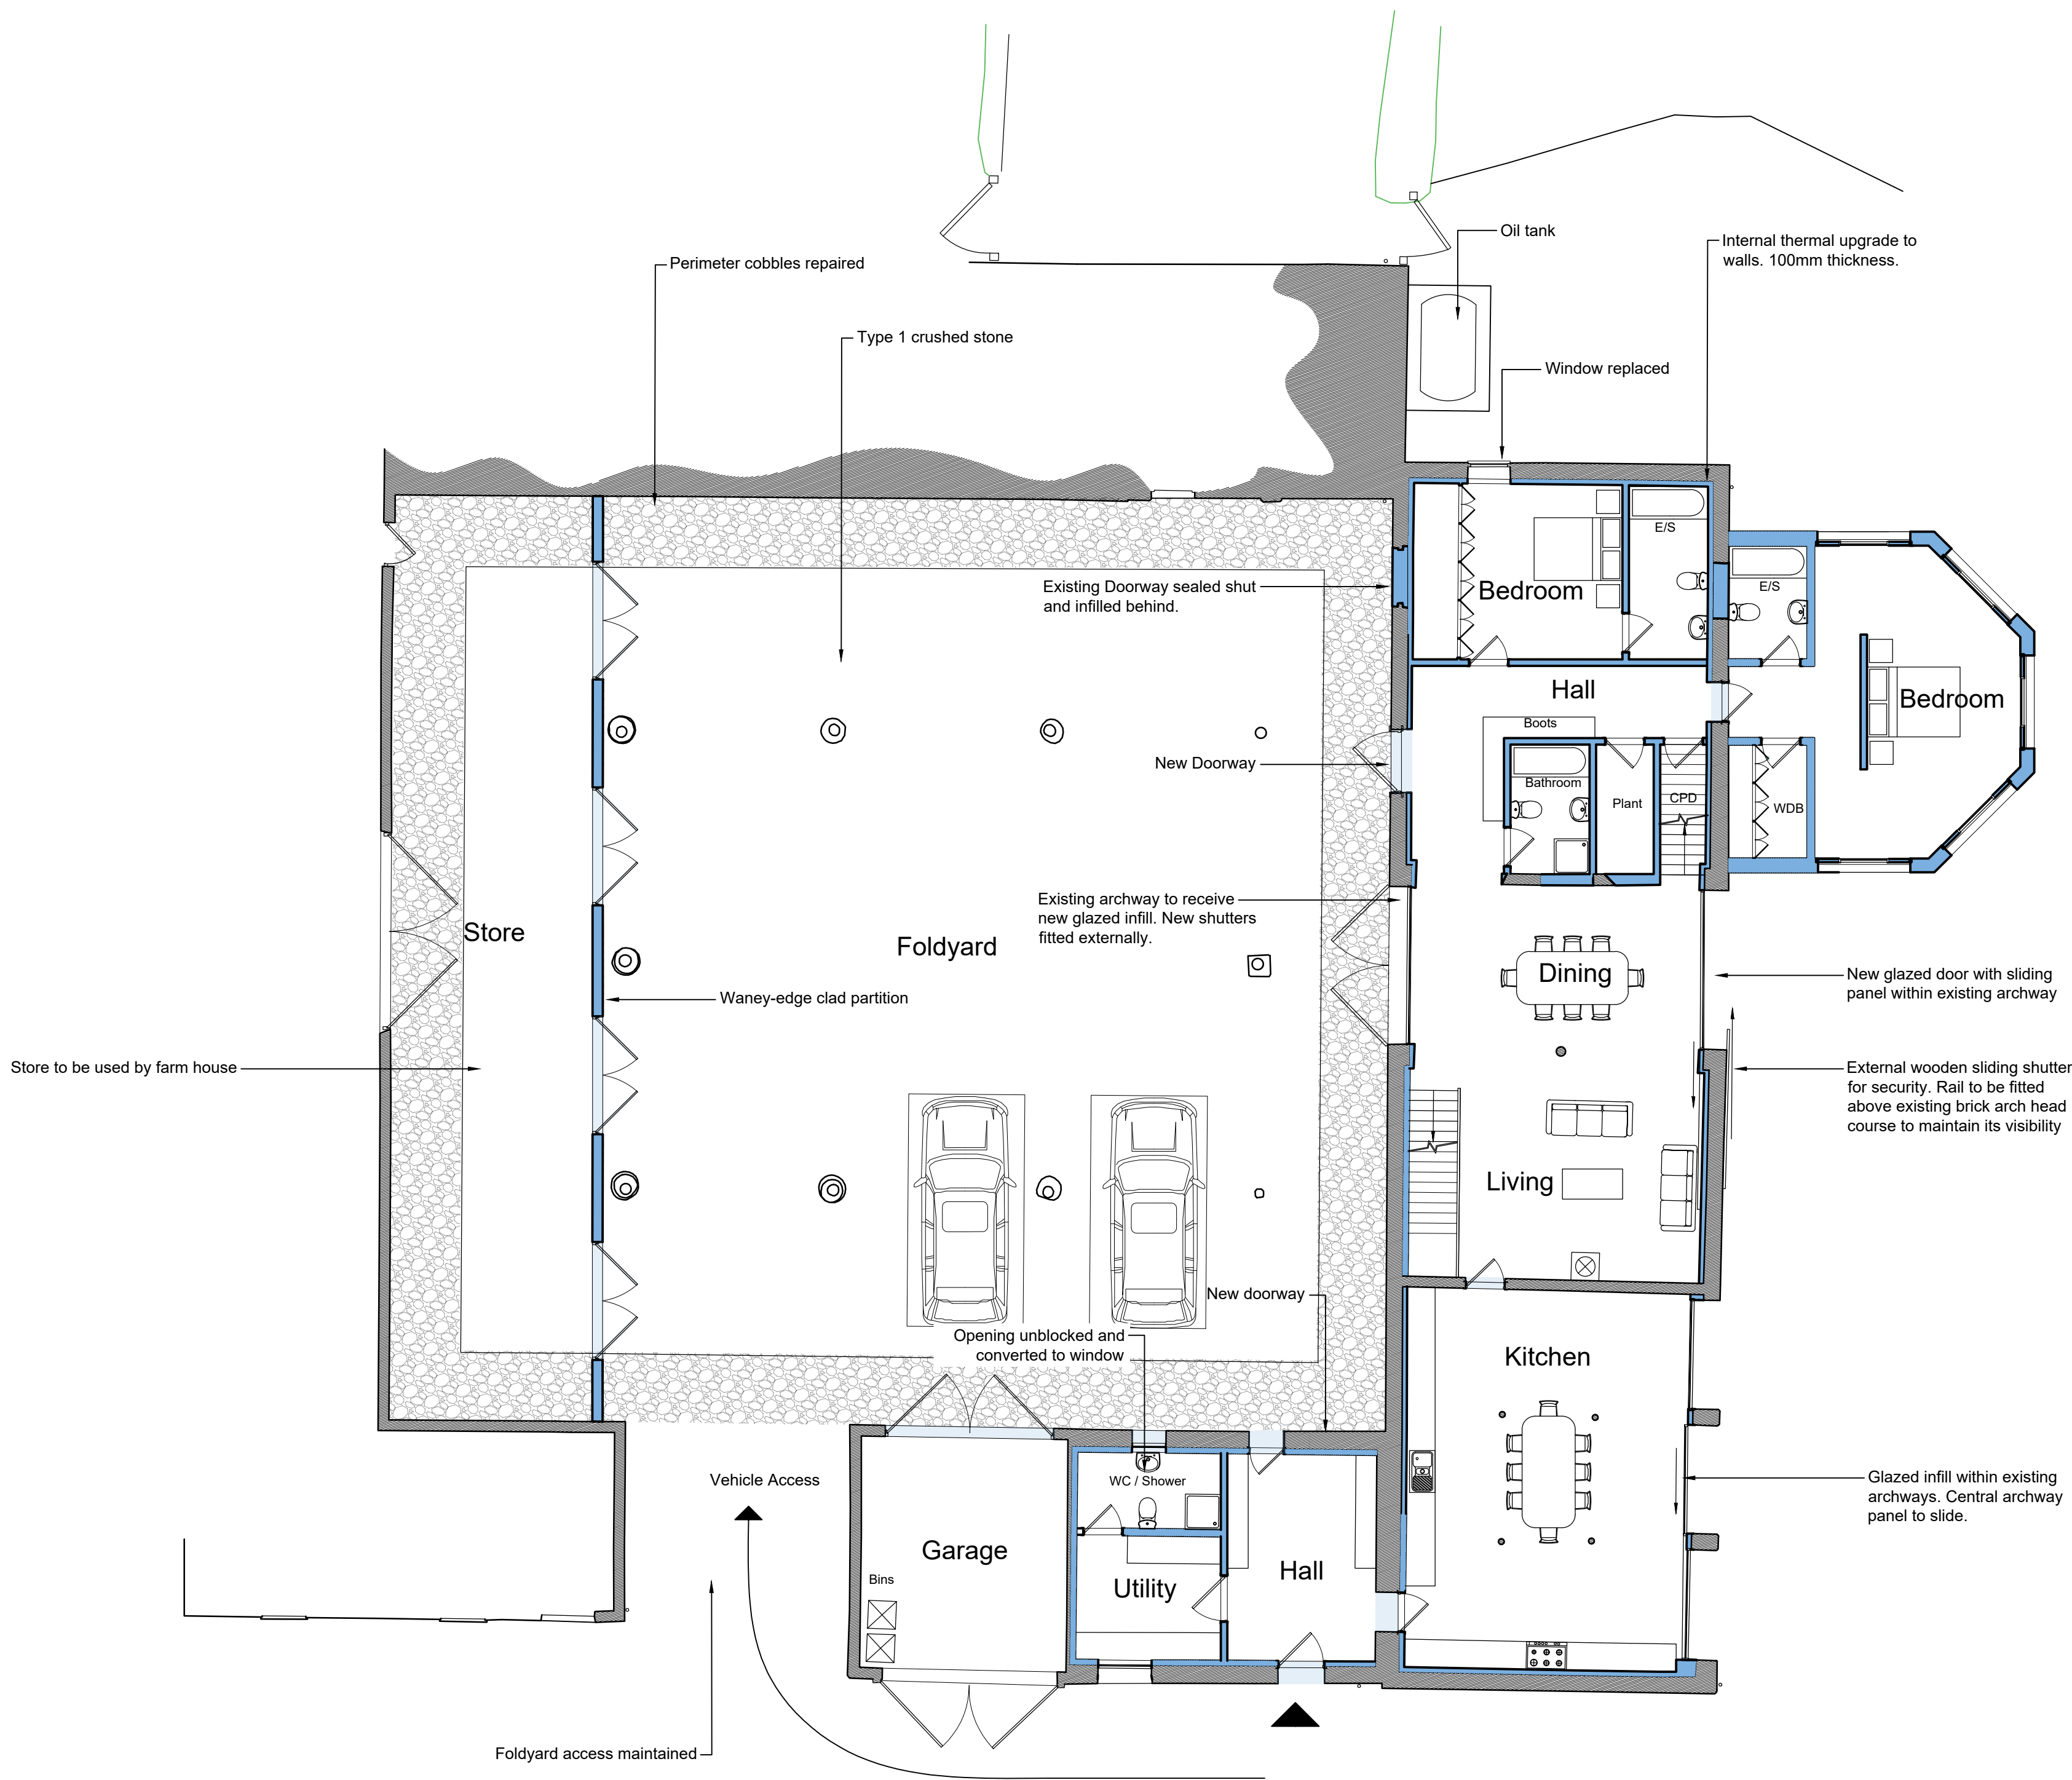 Oil tank
Internal thermal upgrade to
walls. 100mm thickness.
Perimeter cobbles repaired
Type 1 crushed stone
Window replaced
E/S
Existing Doorway sealed shut
and infilled behind.
Bedroom
E/S
Hall
Bedroom
Boots
New Doorway
Bathroom
Plant
CPD
WDB
Existing archway to receive
new glazed infill. New shutters
fitted externally.
Store
Foldyard
Dining
New glazed door with sliding
panel within existing archway
Waney-edge clad partition
Store to be used by farm house
External wooden sliding shutter
for security. Rail to be fitted
above existing brick arch head
course to maintain its visibility
Living
New doorway
Opening unblocked and
converted to window
Kitchen
Vehicle Access
WC / Shower
Glazed infill within existing
archways. Central archway
panel to slide.
Garage
Bins
Utility
Hall
Foldyard access maintained